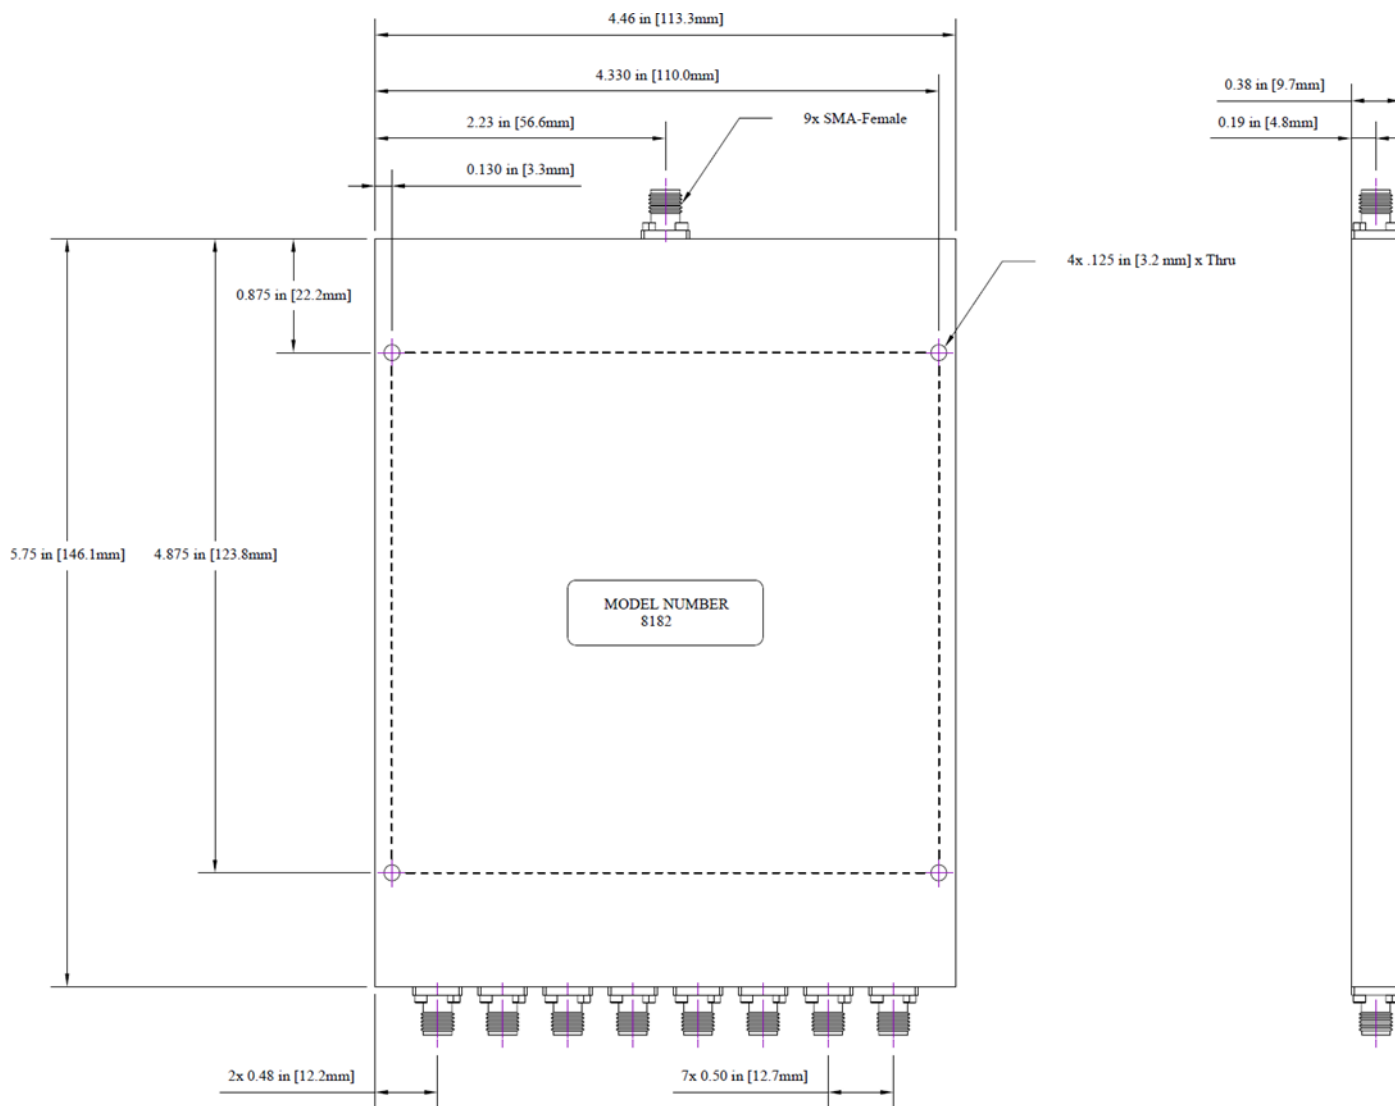 4.46 in [113.3mm]
4.330 in [110.0mm]
0.38 in [9.7mm]
2.23 in [56.6mm]
9x SMA-Female
0.19 in [4.8mm]
0.130 in [3.3mm]
4x .125 in [3.2 mm] x Thru
0.875 in [22.2mm]
5.75 in [146.1mm]
4.875 in [123.8mm]
MODEL NUMBER
8182
2x 0.48 in [12.2mm]
7x 0.50 in [12.7mm]